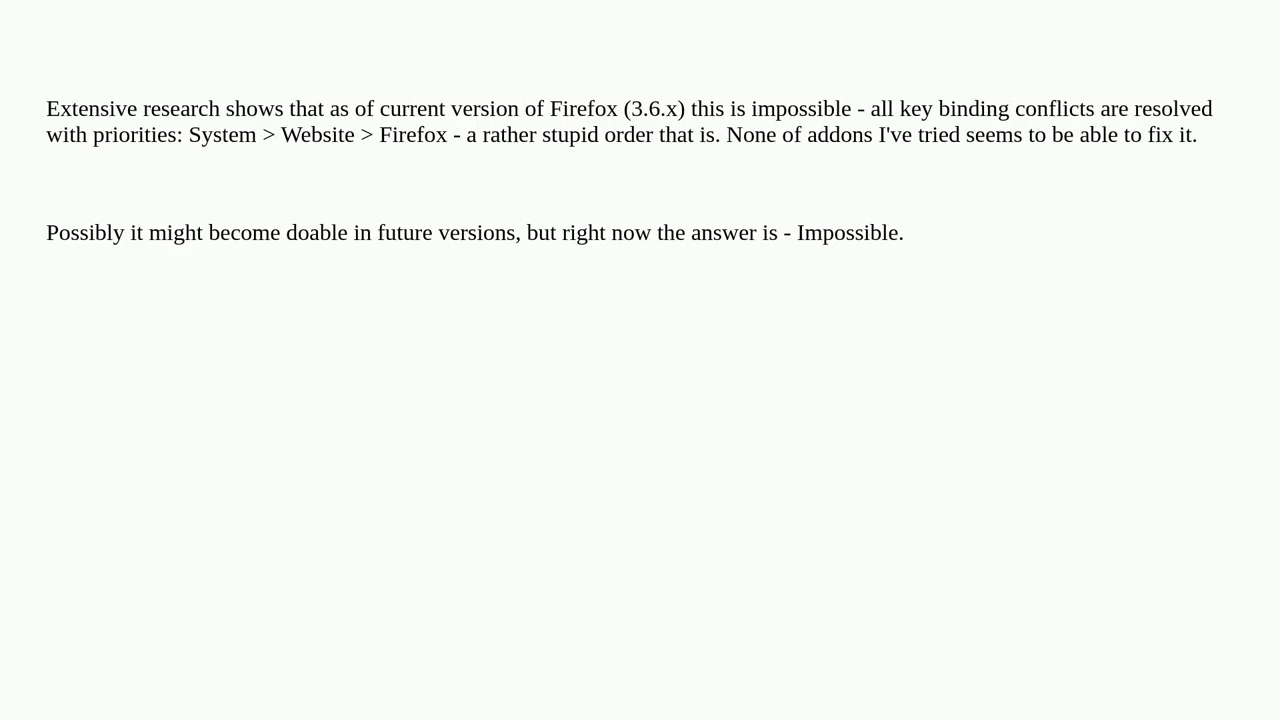 Extensive research shows that as of current version of Firefox (3.6.x) this is impossible - all key binding conflicts are resolved
with priorities: System > Website > Firefox - a rather stupid order that is. None of addons I've tried seems to be able to fix it.
Possibly it might become doable in future versions, but right now the answer is - Impossible.